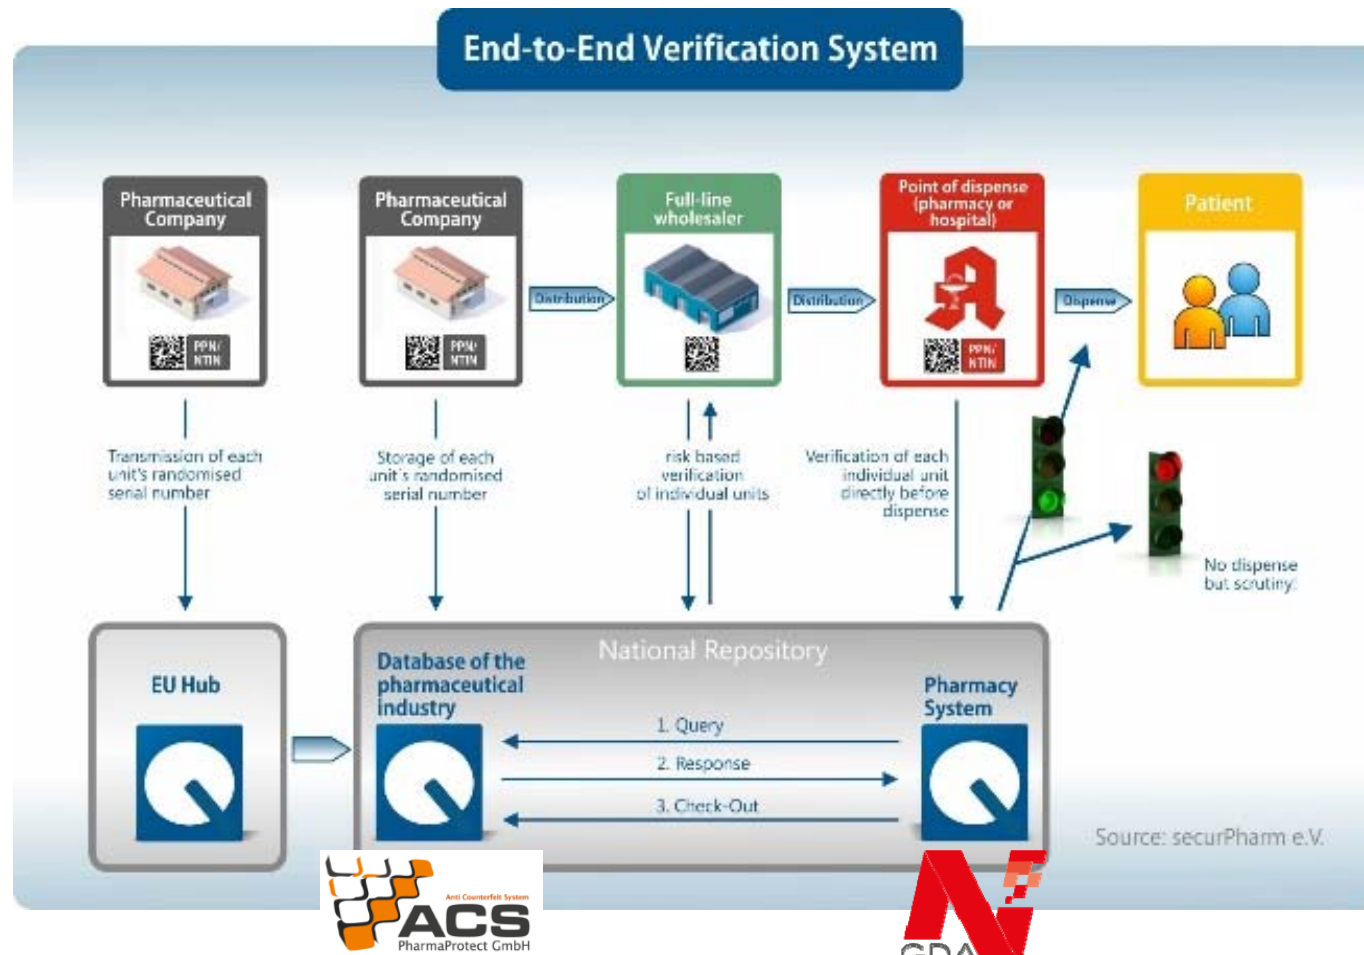 End-to-End Verification System
Pharmaceutical
Company
PPN/
NTIN
Pharmaceutical
Company
PPN/
NTIN
Distribution
Full-line
wholesaler
Distribution
Point of dispense
(pharmacy or
hospital)
PPN/
NTIN
Dispense
Patient
Transmission of each
unit's randomised
serial number
Storage of each
unit's randomised
serial number
risk based
verification
of individual units
Verification of each
individual unit
directly before
dispense
No dispense
but scrutiny.
EU Hub
National Repository
Database of the
pharmaceutical
industry
Pharmacy
System
1. Query
2. Response
3. Check-Out
Source: securPharm e.V.
Anti Counterfeit System
ACS
PharmaProtect GmbH
N
GDA